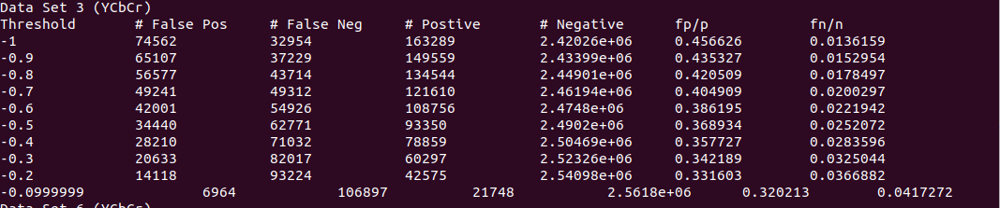 Data Set 3 (YCbCr)
Threshold # False Pos # False Neg # Postive # Negative fp/p fn/n
-1 74562 32954 163289 2.42026e+06 0.456626 0.0136159
-0.9 65107 37229 149559 2.43399e+06 0.435327 0.0152954
-0.8 56577 43714 134544 2.44901e+06 0.420509 0.0178497
-0.7 49241 49312 121610 2.46194e+06 0.404909 0.0200297
-0.6 42001 54926 108756 2.4748e+06 0.386195 0.0221942
-0.5 34440 62771 93350 2.4902e+06 0.368934 0.0252072
-0.4 28210 71032 78859 2.50469e+06 0.357727 0.0283596
-0.3 20633 82017 60297 2.52326e+06 0.342189 0.0325044
-0.2 14118 93224 42575 2.54098e+06 0.331603 0.0366882
-0.0999999 6964 106897 21748 2.5618e+06 0.320213 0.0417272
Data Set 6 (YCbCr)